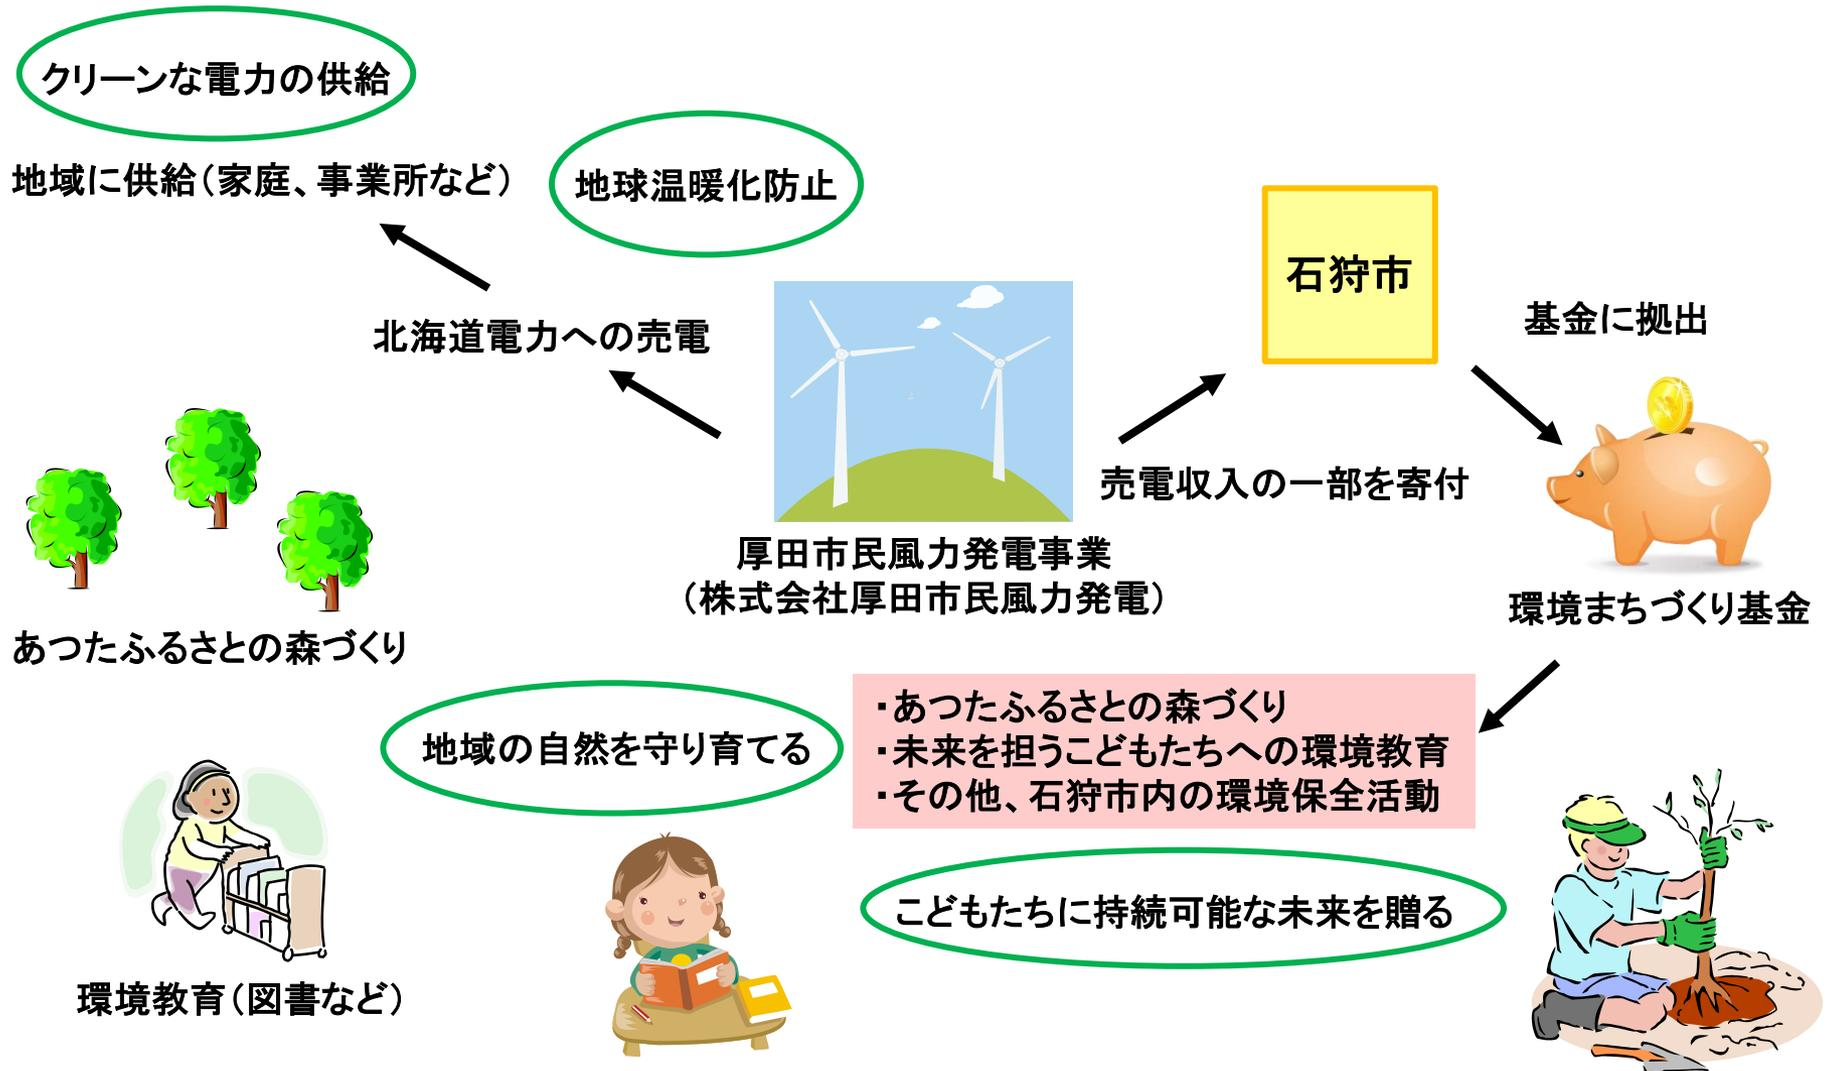 クリーンな電力の供給
地域に供給（家庭、事業所など）
地球温暖化防止
石狩市
北海道電力への売電
基金に拠出
売電収入の一部を寄付
厚田市民風力発電事業
（株式会社厚田市民風力発電）
環境まちづくり基金
あつたふるさとの森づくり
地域の自然を守り育てる
・あつたふるさとの森づくり
・未来を担うこどもたちへの環境教育
・その他、石狩市内の環境保全活動
こどもたちに持続可能な未来を贈る
環境教育（図書など）